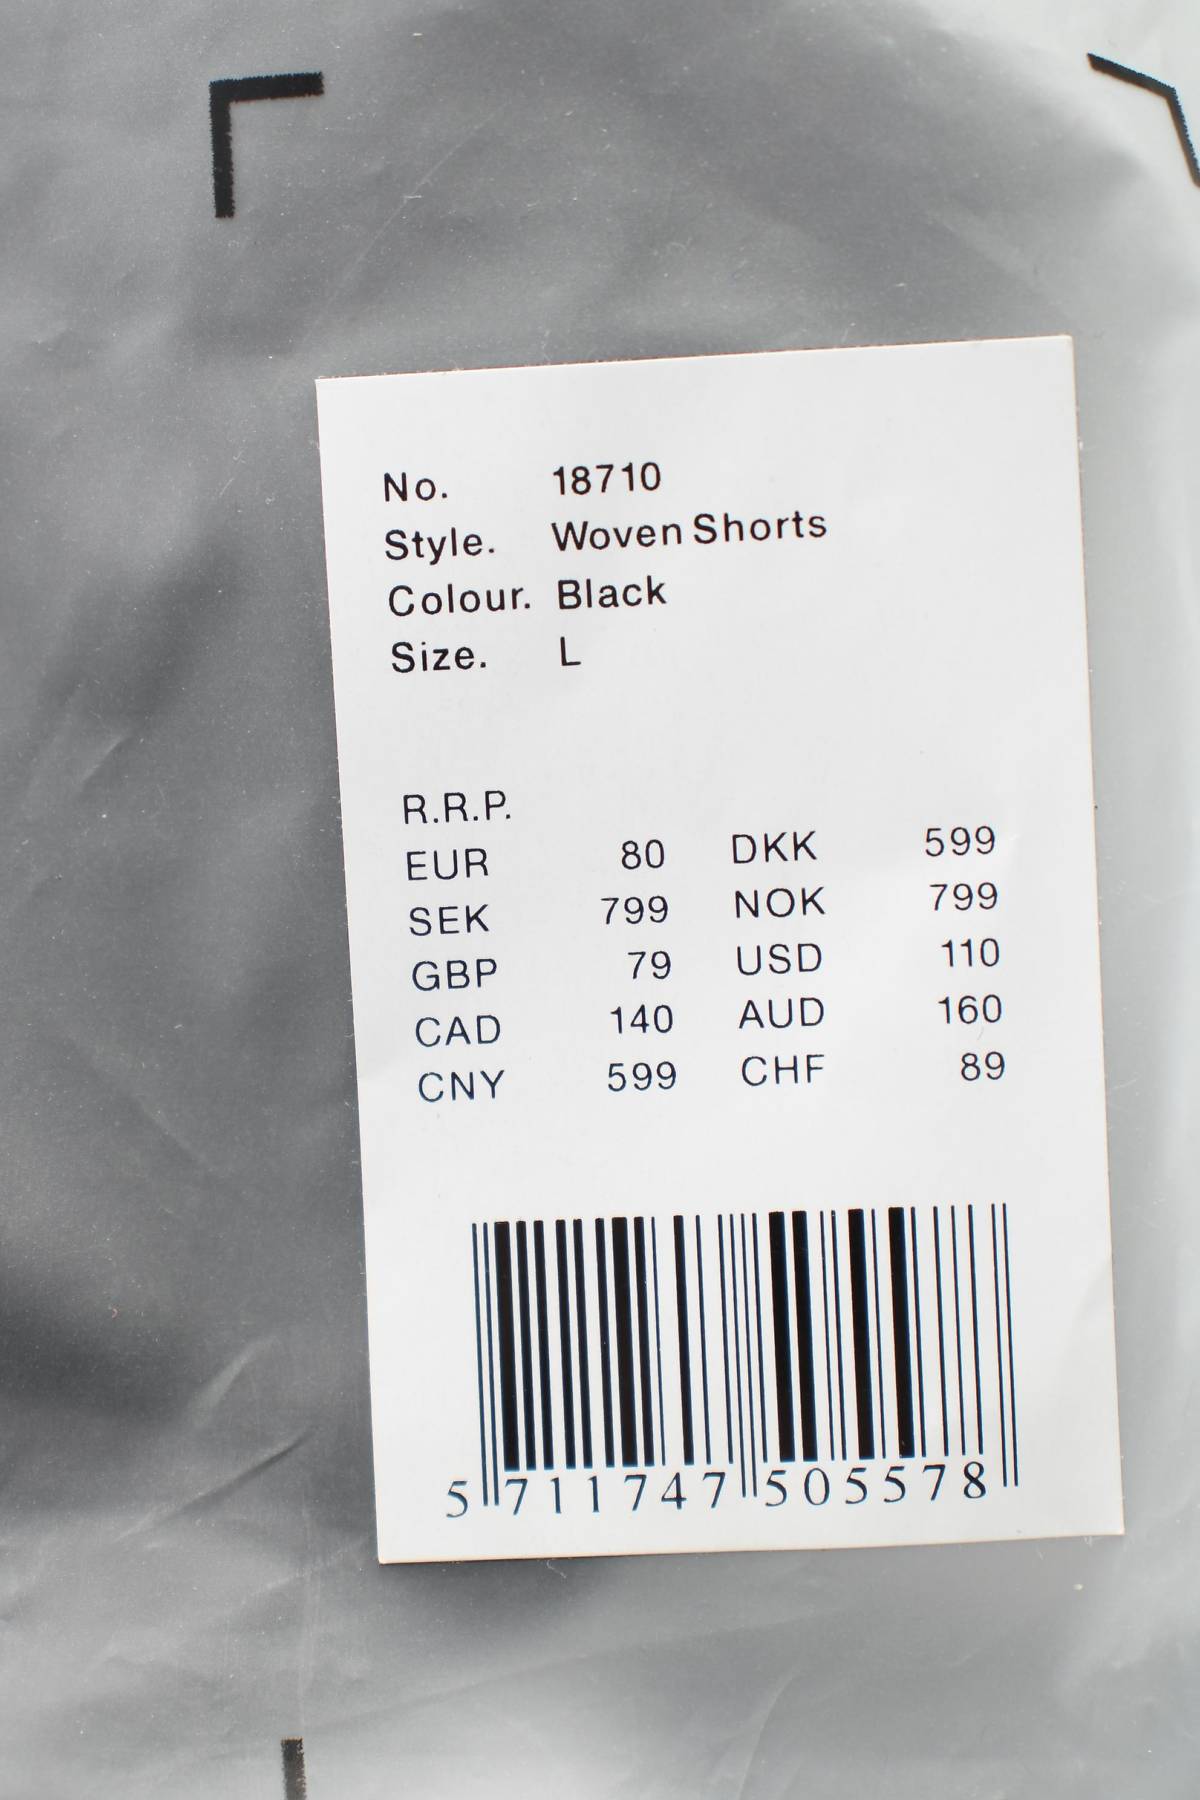 No. 18710
Style. Woven Shorts
Colour. Black
Size. L
R.R.P.
EUR 80 DKK 599
SEK 799 NOK 799
GBP 79 USD 110
CAD 140 AUD 160
CNY 599 CHF 89
5 711747 505578